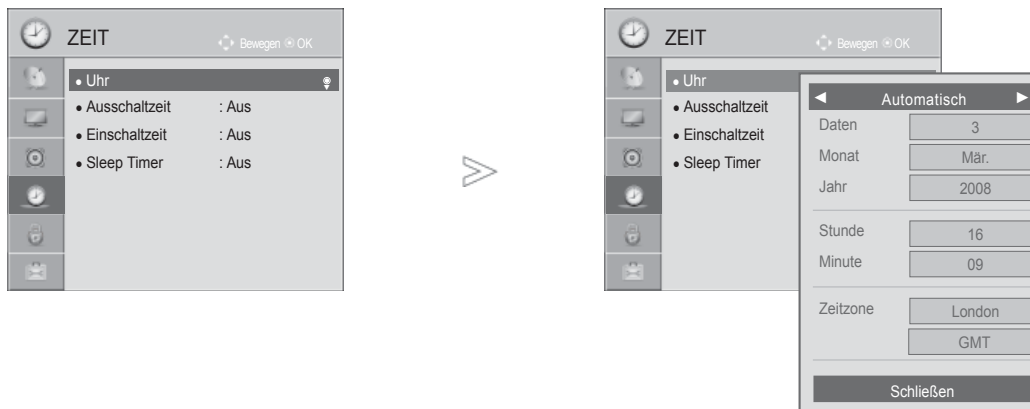 ZEIT
Bewegen OK
• Uhr
• Ausschaltzeit : Aus
• Einschaltzeit : Aus
• Sleep Timer : Aus
ZEIT
Bewegen OK
• Uhr
• Ausschaltzeit
• Einschaltzeit
• Sleep Timer
◄ Automatisch ►
Daten 3
Monat Mär.
Jahr 2008
Stunde 16
Minute 09
Zeitzone London
GMT
Schließen